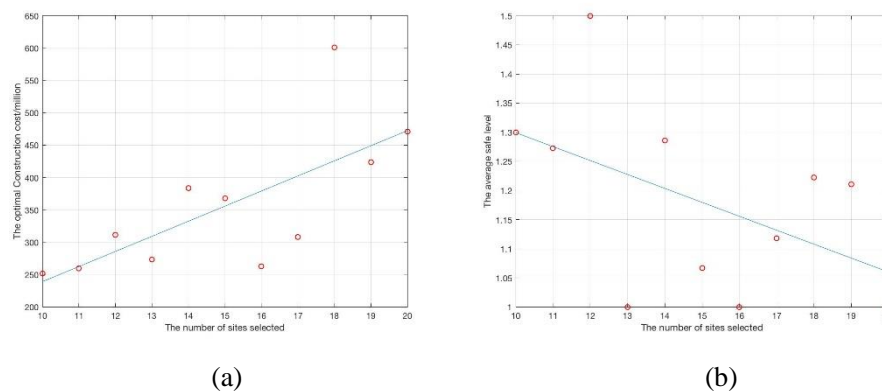 The optimal Construction cost/million
650
600
550
500
450
400
350
300
250
200
10 11 12 13 14 15 16 17 18 19 20
The number of sites selected
(a)
The average safe level
1.5
1.45
1.4
1.35
1.3
1.25
1.2
1.15
1.1
1.05
1
10 11 12 13 14 15 16 17 18 19
The number of sites selected
(b)